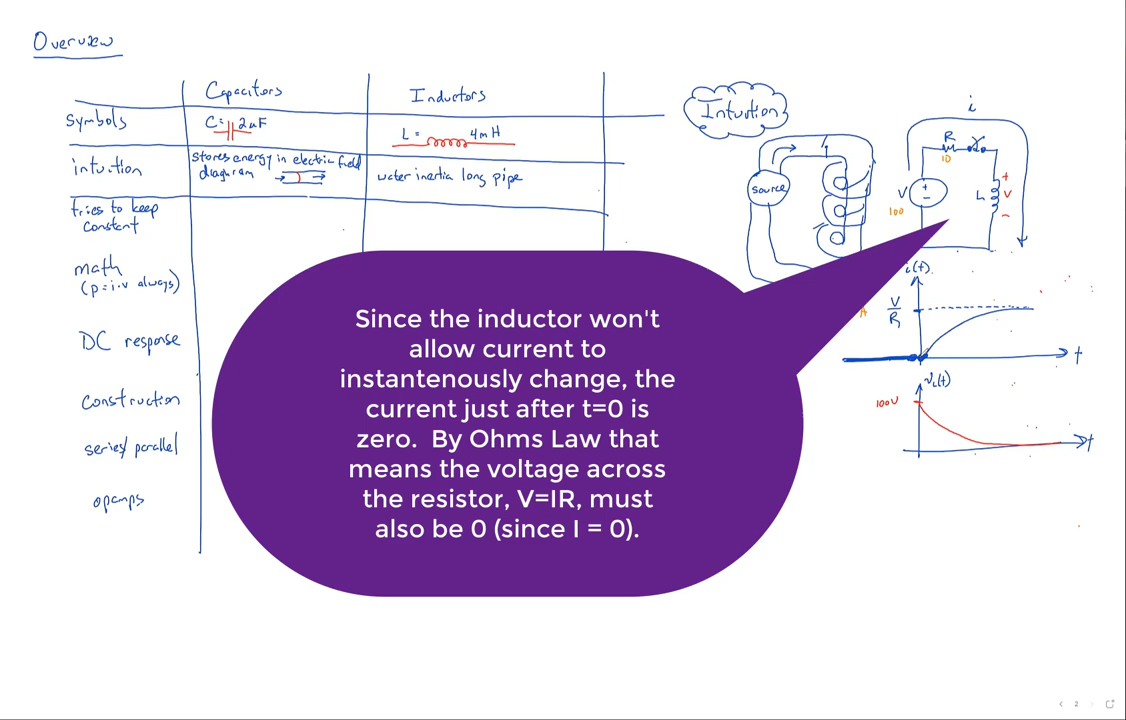 Overview
Capacitors
Inductors
Symbols
C= 2uF
L= 4mH
intuition
stores energy in electric field
diagram
water inertia long pipe
tries to keep
constant
math
(p=i·v always)
DC response
construction
series/parallel
opamps
Intuition
source
i
R
10
V
+
-
100
L
+
V
-
i(t)
V
R
A
t
100V
vL(t)
t
Since the inductor won't
allow current to
instantenously change, the
current just after t=0 is
zero. By Ohms Law that
means the voltage across
the resistor, V=IR, must
also be 0 (since I = 0).
2